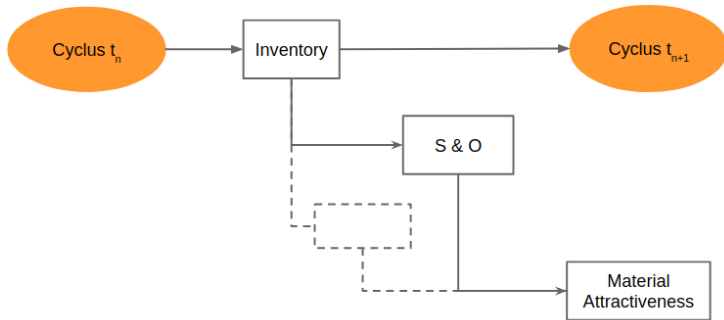 Cyclus tn
Inventory
Cyclus tn+1
S & O
Material
Attractiveness